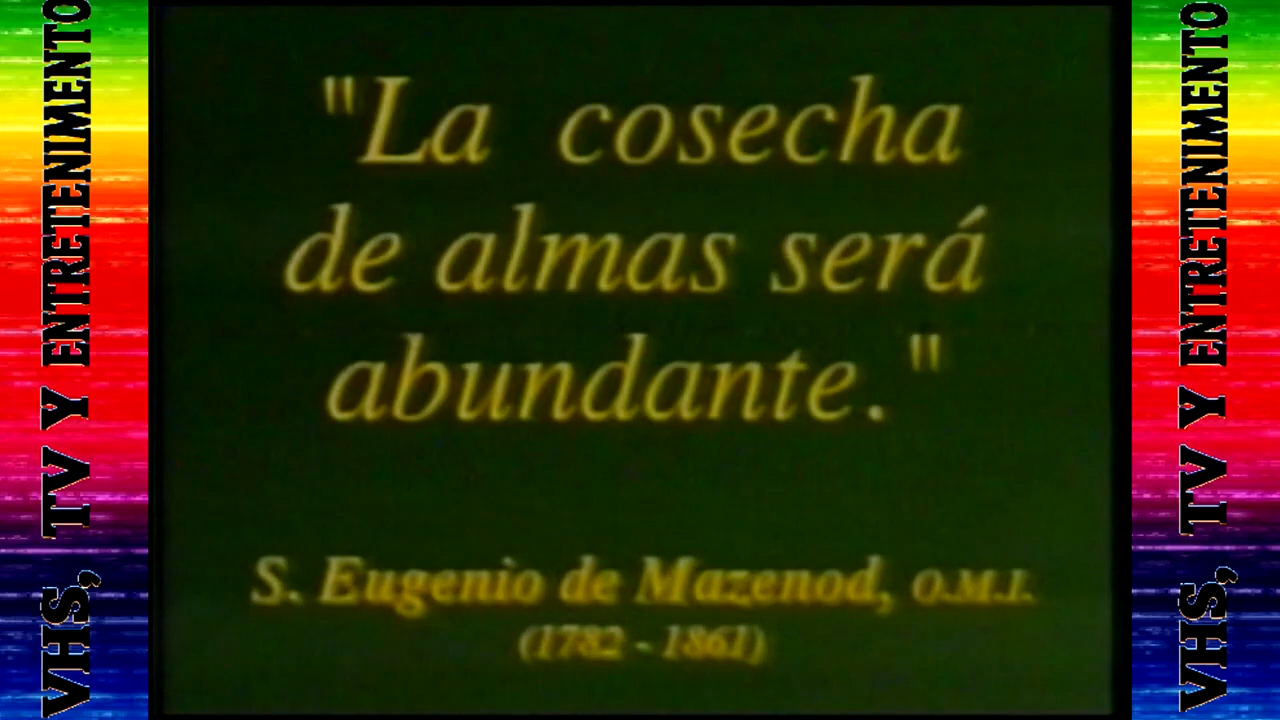 "La cosecha
de almas será
abundante."
S. Eugenio de Mazenod, O.M.I.
(1782 - 1861)
VHS, TV Y ENTRETENIMENTO
VHS, TV Y ENTRETENIMENTO